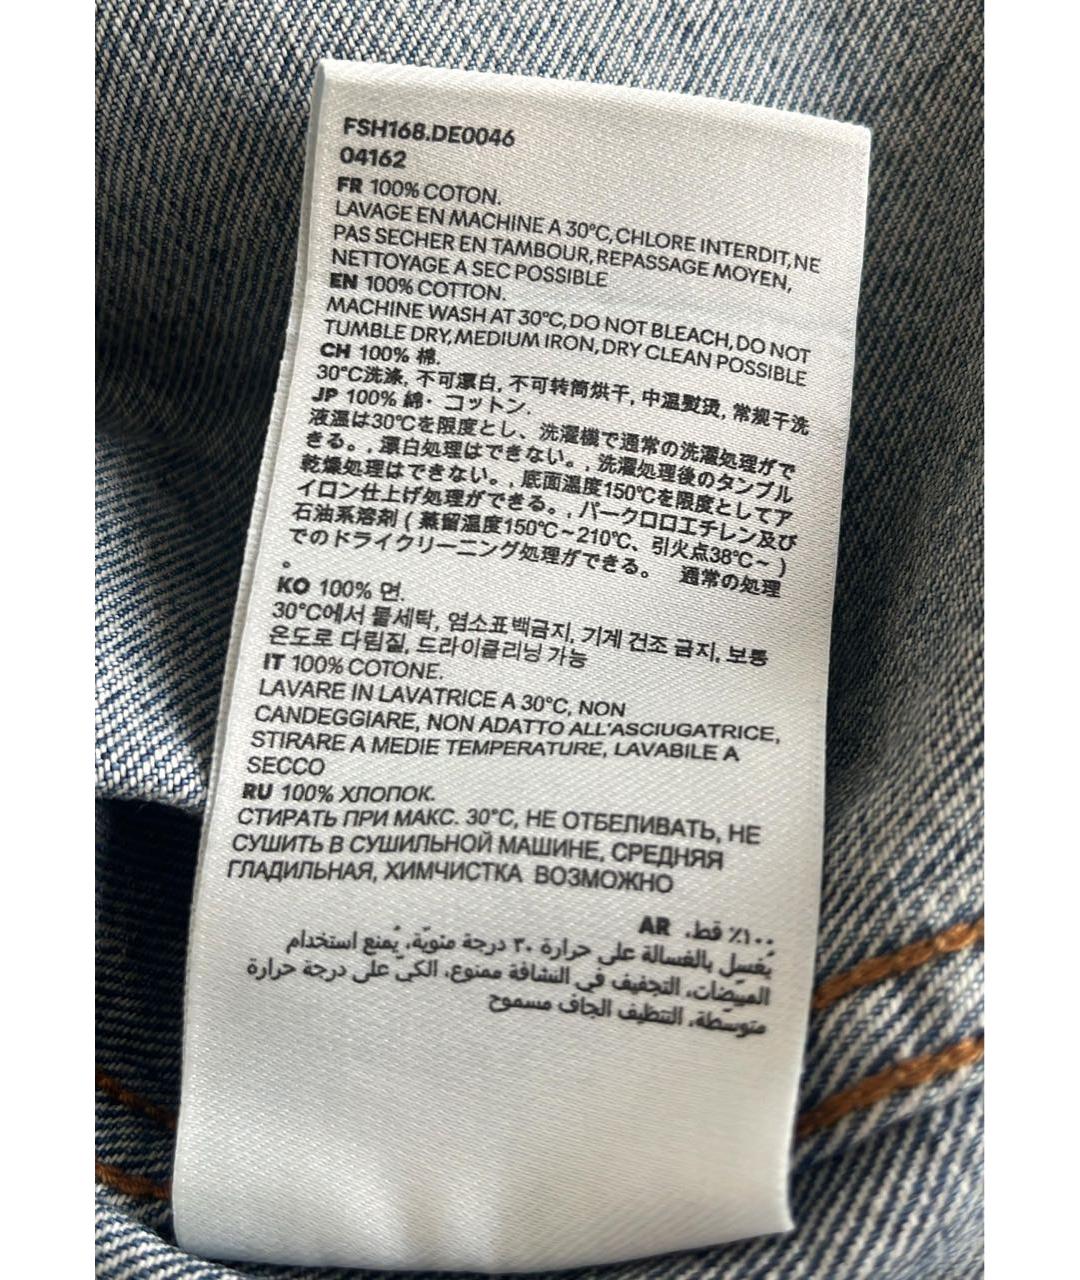 FSH168.DE0046
04162
FR 100% COTON.
LAVAGE EN MACHINE A 30°C,CHLORE INTERDIT,NE
PAS SECHER EN TAMBOUR,REPASSAGE MOYEN,
NETTOYAGE A SEC POSSIBLE
EN 100% COTTON.
MACHINE WASH AT 30°C,DO NOT BLEACH,DO NOT
TUMBLE DRY,MEDIUM IRON,DRY CLEAN POSSIBLE
CH 100% 棉.
30°C洗涤, 不可漂白, 不可转筒烘干, 中温熨烫, 常规干洗
JP 100% 綿・コットン.
液温は30℃を限度とし、洗濯機で通常の洗濯処理がで
きる。, 漂白処理はできない。, 洗濯処理後のタンブル
乾燥処理はできない。, 底面温度150℃を限度としてア
イロン仕上げ処理ができる。, パークロロエチレン及び
石油系溶剤 ( 蒸留温度150℃~210℃、引火点38℃~ )
でのドライクリーニング処理ができる。 通常の処理
。
KO 100% 면.
30°C에서 물세탁, 염소표백금지, 기계 건조 금지, 보통
온도로 다림질, 드라이클리닝 가능
IT 100% COTONE.
LAVARE IN LAVATRICE A 30°C, NON
CANDEGGIARE, NON ADATTO ALL'ASCIUGATRICE,
STIRARE A MEDIE TEMPERATURE, LAVABILE A
SECCO
RU 100% ХЛОПОК.
СТИРАТЬ ПРИ МАКС. 30°C, НЕ ОТБЕЛИВАТЬ, НЕ
СУШИТЬ В СУШИЛЬНОЙ МАШИНЕ, СРЕДНЯЯ
ГЛАДИЛЬНАЯ, ХИМЧИСТКА ВОЗМОЖНО
AR ١٠٠٪ قط.
يُغسَل بالغسالة على حرارة ٣٠ درجة مئويّة، يُمنع استخدام
المبيّضات، التجفيف في النشافة ممنوع، الكي على درجة حرارة
متوسّطة، التنظيف الجاف مسموح